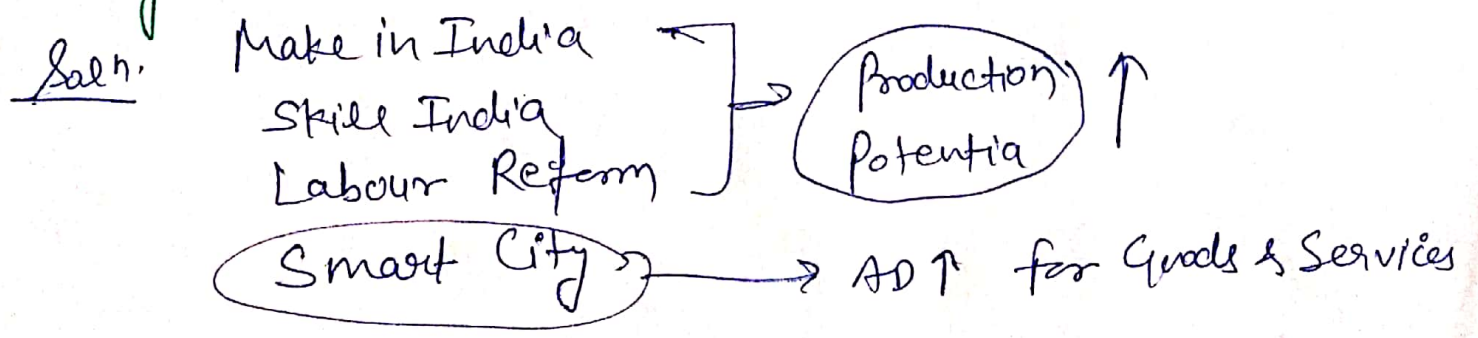 Soln. Make in India
Skill India
Labour Reform
Production ↑
Potentia
Smart City → AD ↑ for Goods & Services